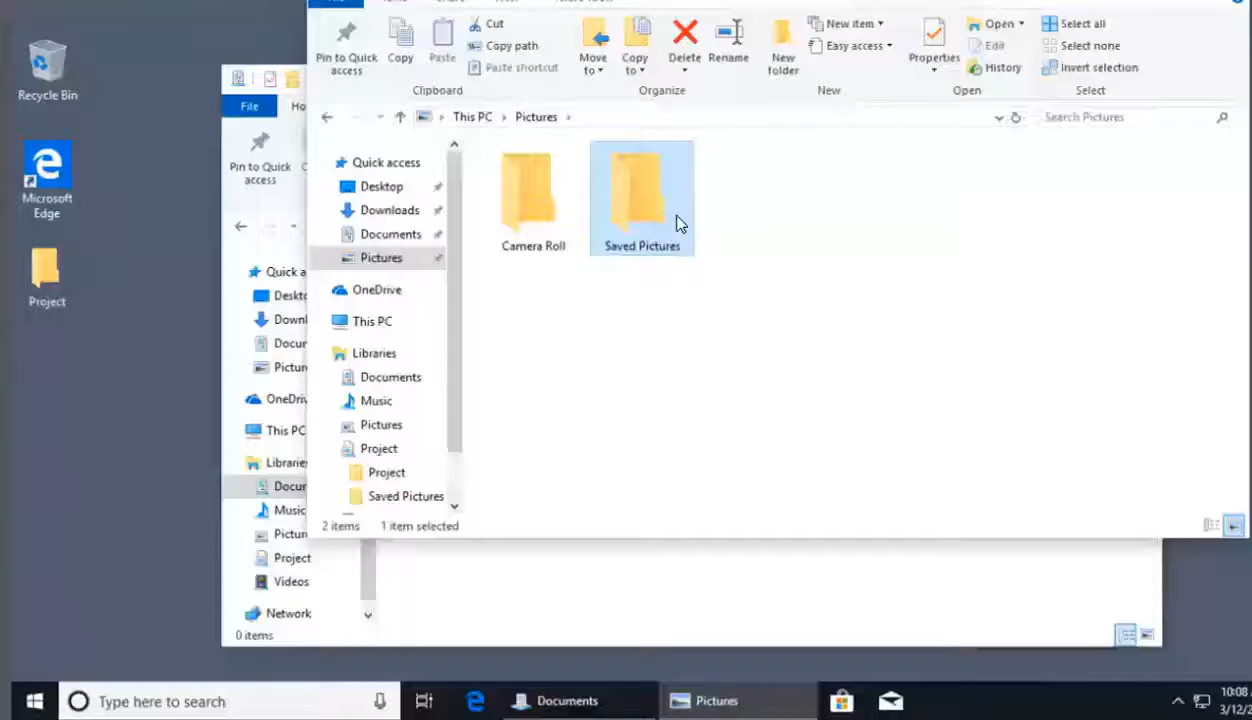 Recycle Bin
Microsoft
Edge
Project
File
Pin to Quick
access
Quick a
Deskto
Downl
Docur
Pictur
OneDriv
This PC
Libraries
Docur
Music
Pictur
Project
Videos
Network
0 items
Pin to Quick
access
Copy
Paste
Cut
Copy path
Paste shortcut
Clipboard
Move
to
Copy
to
Delete
Rename
Organize
New
folder
New item
Easy access
New
Properties
Open
Edit
History
Open
Select all
Select none
Invert selection
Select
This PC
Pictures
Search Pictures
Quick access
Desktop
Downloads
Documents
Pictures
OneDrive
This PC
Libraries
Documents
Music
Pictures
Project
Project
Saved Pictures
Camera Roll
Saved Pictures
2 items 1 item selected
Type here to search
Documents
Pictures
10:08
3/12/2